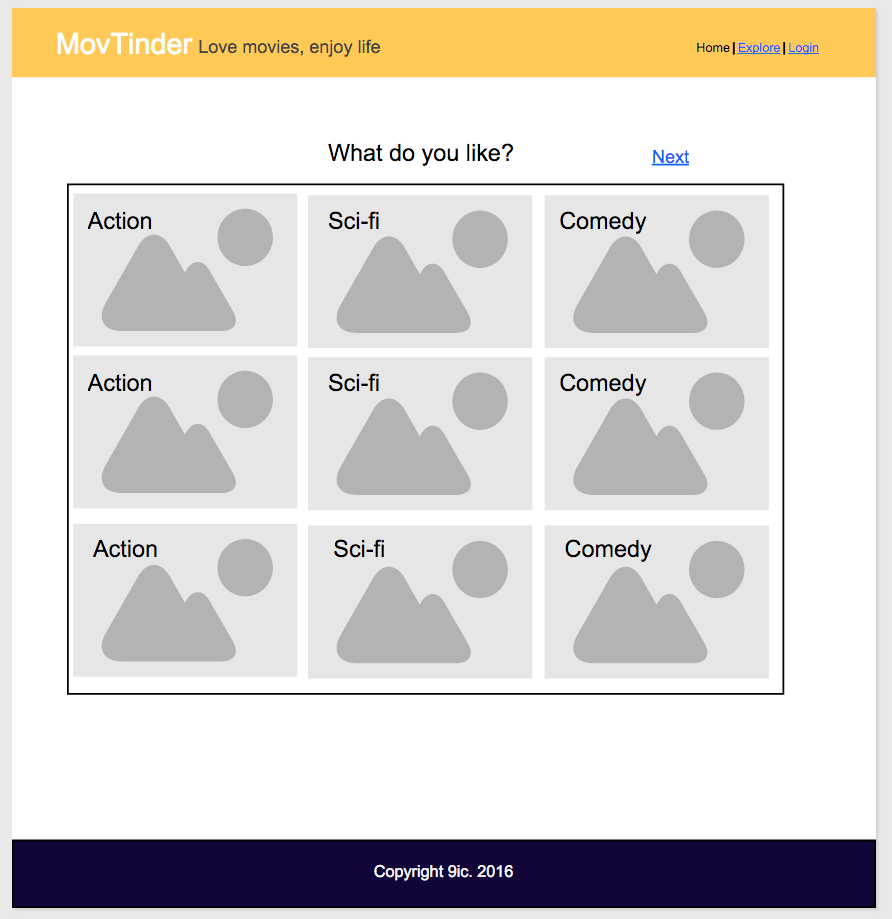 MovTinder Love movies, enjoy life
Home | Explore | Login
What do you like?
Next
Action
Sci-fi
Comedy
Action
Sci-fi
Comedy
Action
Sci-fi
Comedy
Copyright 9ic. 2016